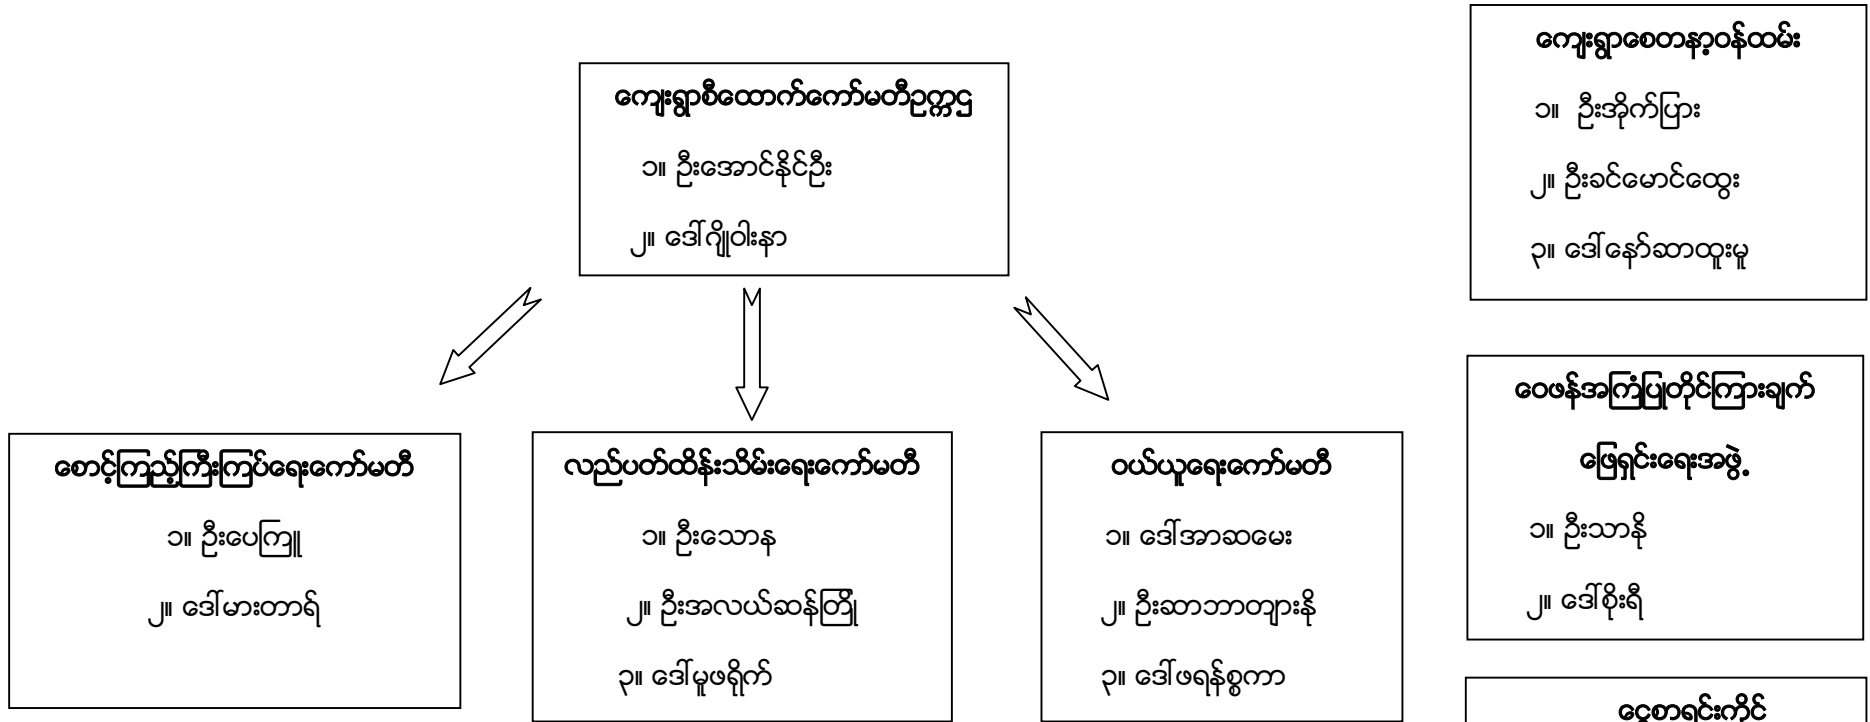 ကျေးရွာစီထောက်ကော်မတီဥက္ကဌ
၁။ ဦးအောင်နိုင်ဦး
၂။ ဒေါ်ဂျိုဝါးနာ
ကျေးရွာစေတနာ့ဝန်ထမ်း
၁။ ဦးအိုက်ပြား
၂။ ဦးခင်မောင်ထွေး
၃။ ဒေါ်နော်ဆာထူးမူ
စောင့်ကြည့်ကြီးကြပ်ရေးကော်မတီ
၁။ ဦးပေကြူ
၂။ ဒေါ်မားတာရ်
လည်ပတ်ထိန်းသိမ်းရေးကော်မတီ
၁။ ဦးသောန
၂။ ဦးအလယ်ဆန်တြို
၃။ ဒေါ်မူဖရိုက်
ဝယ်ယူရေးကော်မတီ
၁။ ဒေါ်အာဆမေး
၂။ ဦးဆာဘာတျားနို
၃။ ဒေါ်ဖရန်စ္စကာ
ဝေဖန်အကြံပြုတိုင်ကြားချက်
ဖြေရှင်းရေးအဖွဲ့
၁။ ဦးသာနို
၂။ ဒေါ်စိုးရီ
ငွေစာရင်းကိုင်